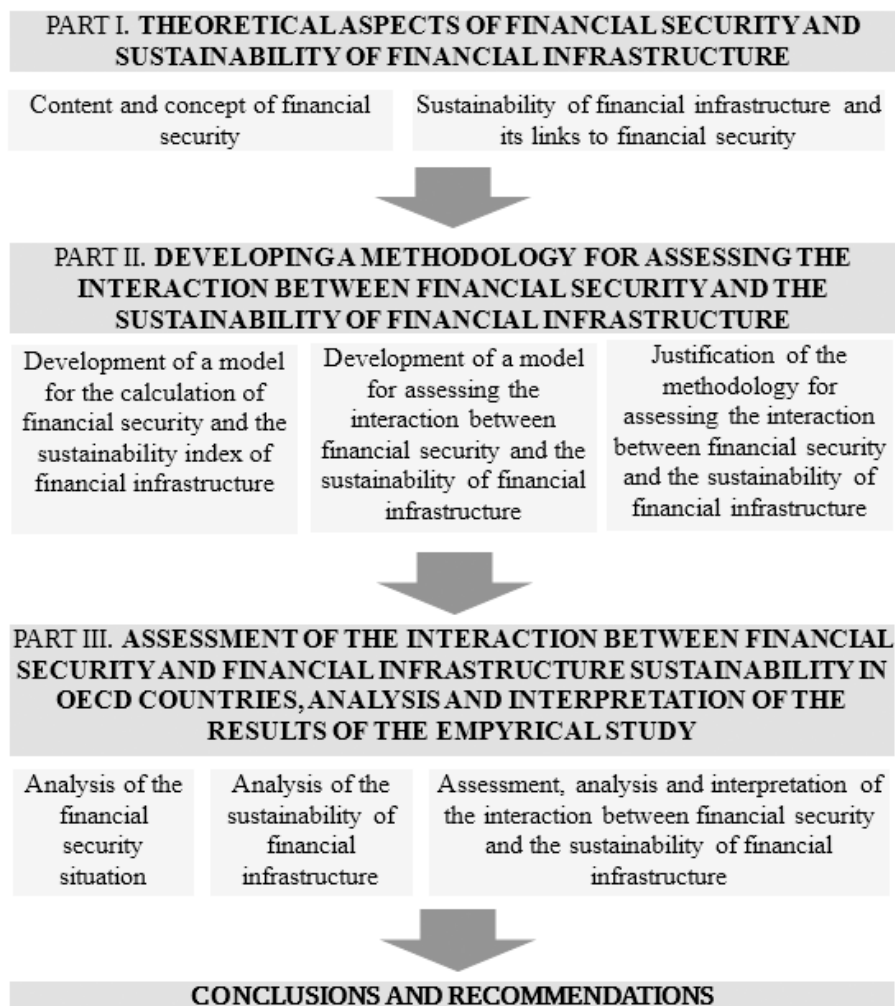 PART I. THEORETICAL ASPECTS OF FINANCIAL SECURITY AND
SUSTAINABILITY OF FINANCIAL INFRASTRUCTURE
Content and concept of financial
security
Sustainability of financial infrastructure and
its links to financial security
PART II. DEVELOPING A METHODOLOGY FOR ASSESSING THE
INTERACTION BETWEEN FINANCIAL SECURITY AND THE
SUSTAINABILITY OF FINANCIAL INFRASTRUCTURE
Development of a model
for the calculation of
financial security and the
sustainability index of
financial infrastructure
Development of a model
for assessing the
interaction between
financial security and the
sustainability of financial
infrastructure
Justification of the
methodology for
assessing the interaction
between financial security
and the sustainability of
financial infrastructure
PART III. ASSESSMENT OF THE INTERACTION BETWEEN FINANCIAL
SECURITY AND FINANCIAL INFRASTRUCTURE SUSTAINABILITY IN
OECD COUNTRIES, ANALYSIS AND INTERPRETATION OF THE
RESULTS OF THE EMPYRICAL STUDY
Analysis of the
financial
security
situation
Analysis of the
sustainability of
financial
infrastructure
Assessment, analysis and interpretation of
the interaction between financial security
and the sustainability of financial
infrastructure
CONCLUSIONS AND RECOMMENDATIONS